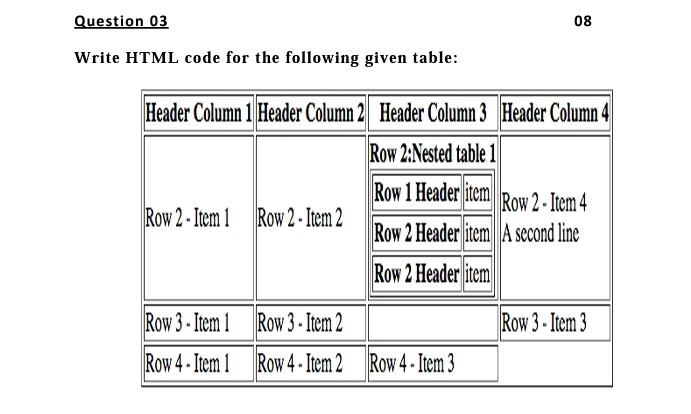 Question 03 08
Write HTML code for the following given table:
Header Column 1 Header Column 2 Header Column 3 Header Column 4
Row 2 - Item 1 Row 2 - Item 2
Row 2:Nested table 1
Row 1 Header item
Row 2 Header item
Row 2 Header item
Row 2 - Item 4
A second line
Row 3 - Item 1 Row 3 - Item 2 Row 3 - Item 3
Row 4 - Item 1 Row 4 - Item 2 Row 4 - Item 3